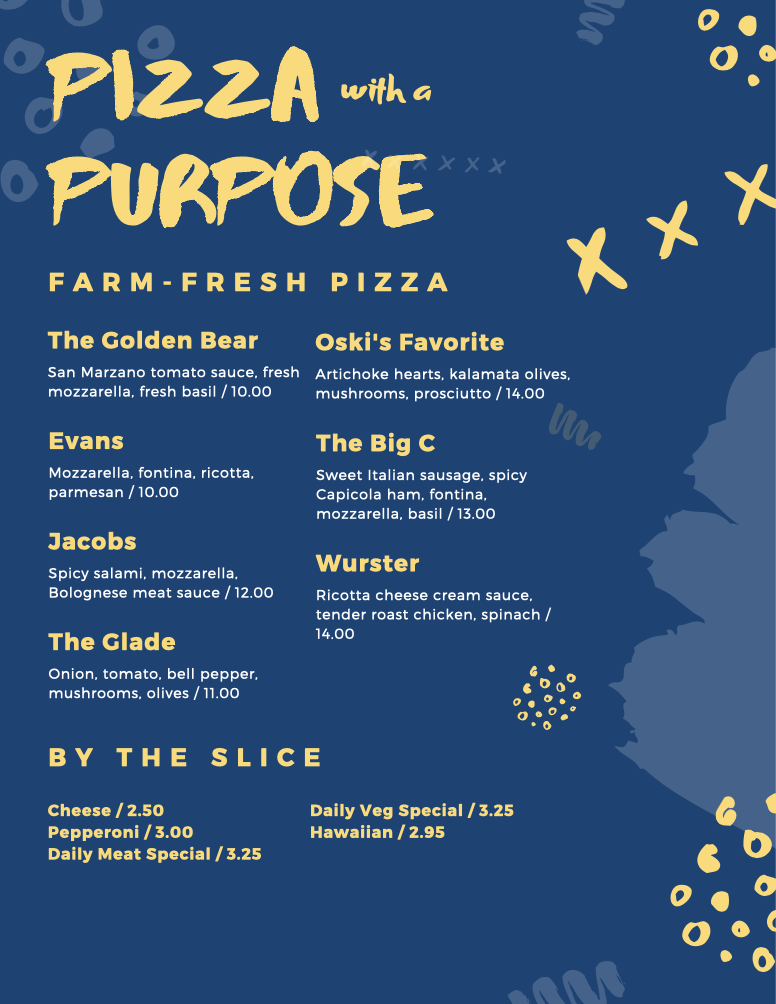 PIZZA with a
PURPOSE
FARM-FRESH PIZZA
The Golden Bear
San Marzano tomato sauce, fresh
mozzarella, fresh basil / 10.00
Evans
Mozzarella, fontina, ricotta,
parmesan / 10.00
Jacobs
Spicy salami, mozzarella,
Bolognese meat sauce / 12.00
The Glade
Onion, tomato, bell pepper,
mushrooms, olives / 11.00
Oski's Favorite
Artichoke hearts, kalamata olives,
mushrooms, prosciutto / 14.00
The Big C
Sweet Italian sausage, spicy
Capicola ham, fontina,
mozzarella, basil / 13.00
Wurster
Ricotta cheese cream sauce,
tender roast chicken, spinach /
14.00
BY THE SLICE
Cheese / 2.50
Pepperoni / 3.00
Daily Meat Special / 3.25
Daily Veg Special / 3.25
Hawaiian / 2.95